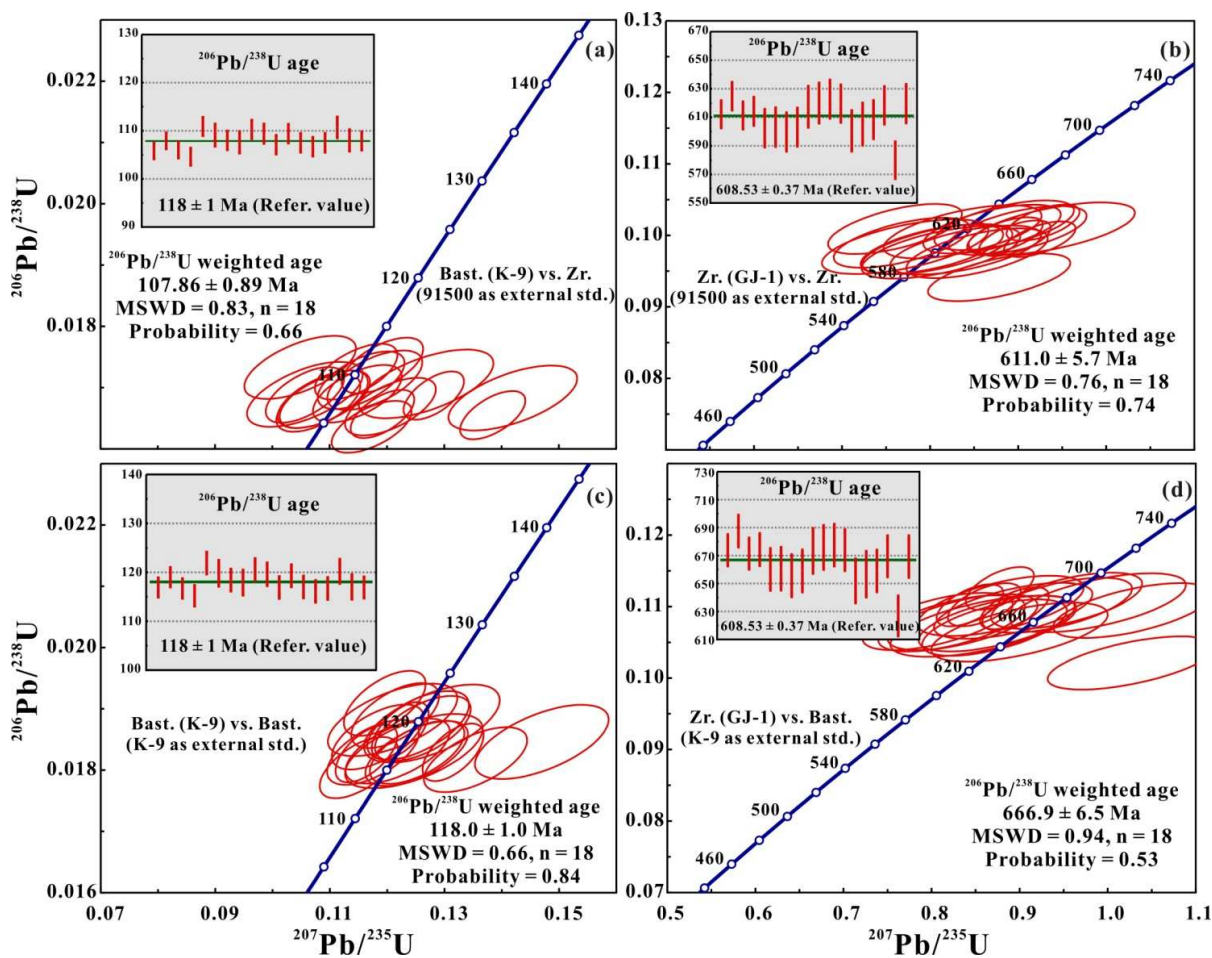 130
120
110
100
90
²⁰⁶Pb/²³⁸U age
118 ± 1 Ma (Refer. value)
(a)
0.022
0.020
0.018
²⁰⁶Pb/²³⁸U
140
130
120
110
²⁰⁶Pb/²³⁸U weighted age
107.86 ± 0.89 Ma
MSWD = 0.83, n = 18
Probability = 0.66
Bast. (K-9) vs. Zr.
(91500 as external std.)
670
650
630
610
590
570
550
²⁰⁶Pb/²³⁸U age
608.53 ± 0.37 Ma (Refer. value)
(b)
0.13
0.12
0.11
0.10
0.09
0.08
740
700
660
620
580
540
500
460
Zr. (GJ-1) vs. Zr.
(91500 as external std.)
²⁰⁶Pb/²³⁸U weighted age
611.0 ± 5.7 Ma
MSWD = 0.76, n = 18
Probability = 0.74
140
130
120
110
100
²⁰⁶Pb/²³⁸U age
118 ± 1 Ma (Refer. value)
(c)
0.022
0.020
0.018
0.016
²⁰⁶Pb/²³⁸U
140
130
120
110
Bast. (K-9) vs. Bast.
(K-9 as external std.)
²⁰⁶Pb/²³⁸U weighted age
118.0 ± 1.0 Ma
MSWD = 0.66, n = 18
Probability = 0.84
0.07
0.09
0.11
0.13
0.15
²⁰⁷Pb/²³⁵U
730
710
690
670
650
630
610
²⁰⁶Pb/²³⁸U age
608.53 ± 0.37 Ma (Refer. value)
(d)
0.12
0.11
0.10
0.09
0.08
0.07
740
700
660
620
580
540
500
460
Zr. (GJ-1) vs. Bast.
(K-9 as external std.)
²⁰⁶Pb/²³⁸U weighted age
666.9 ± 6.5 Ma
MSWD = 0.94, n = 18
Probability = 0.53
0.5
0.6
0.7
0.8
0.9
1.0
1.1
²⁰⁷Pb/²³⁵U